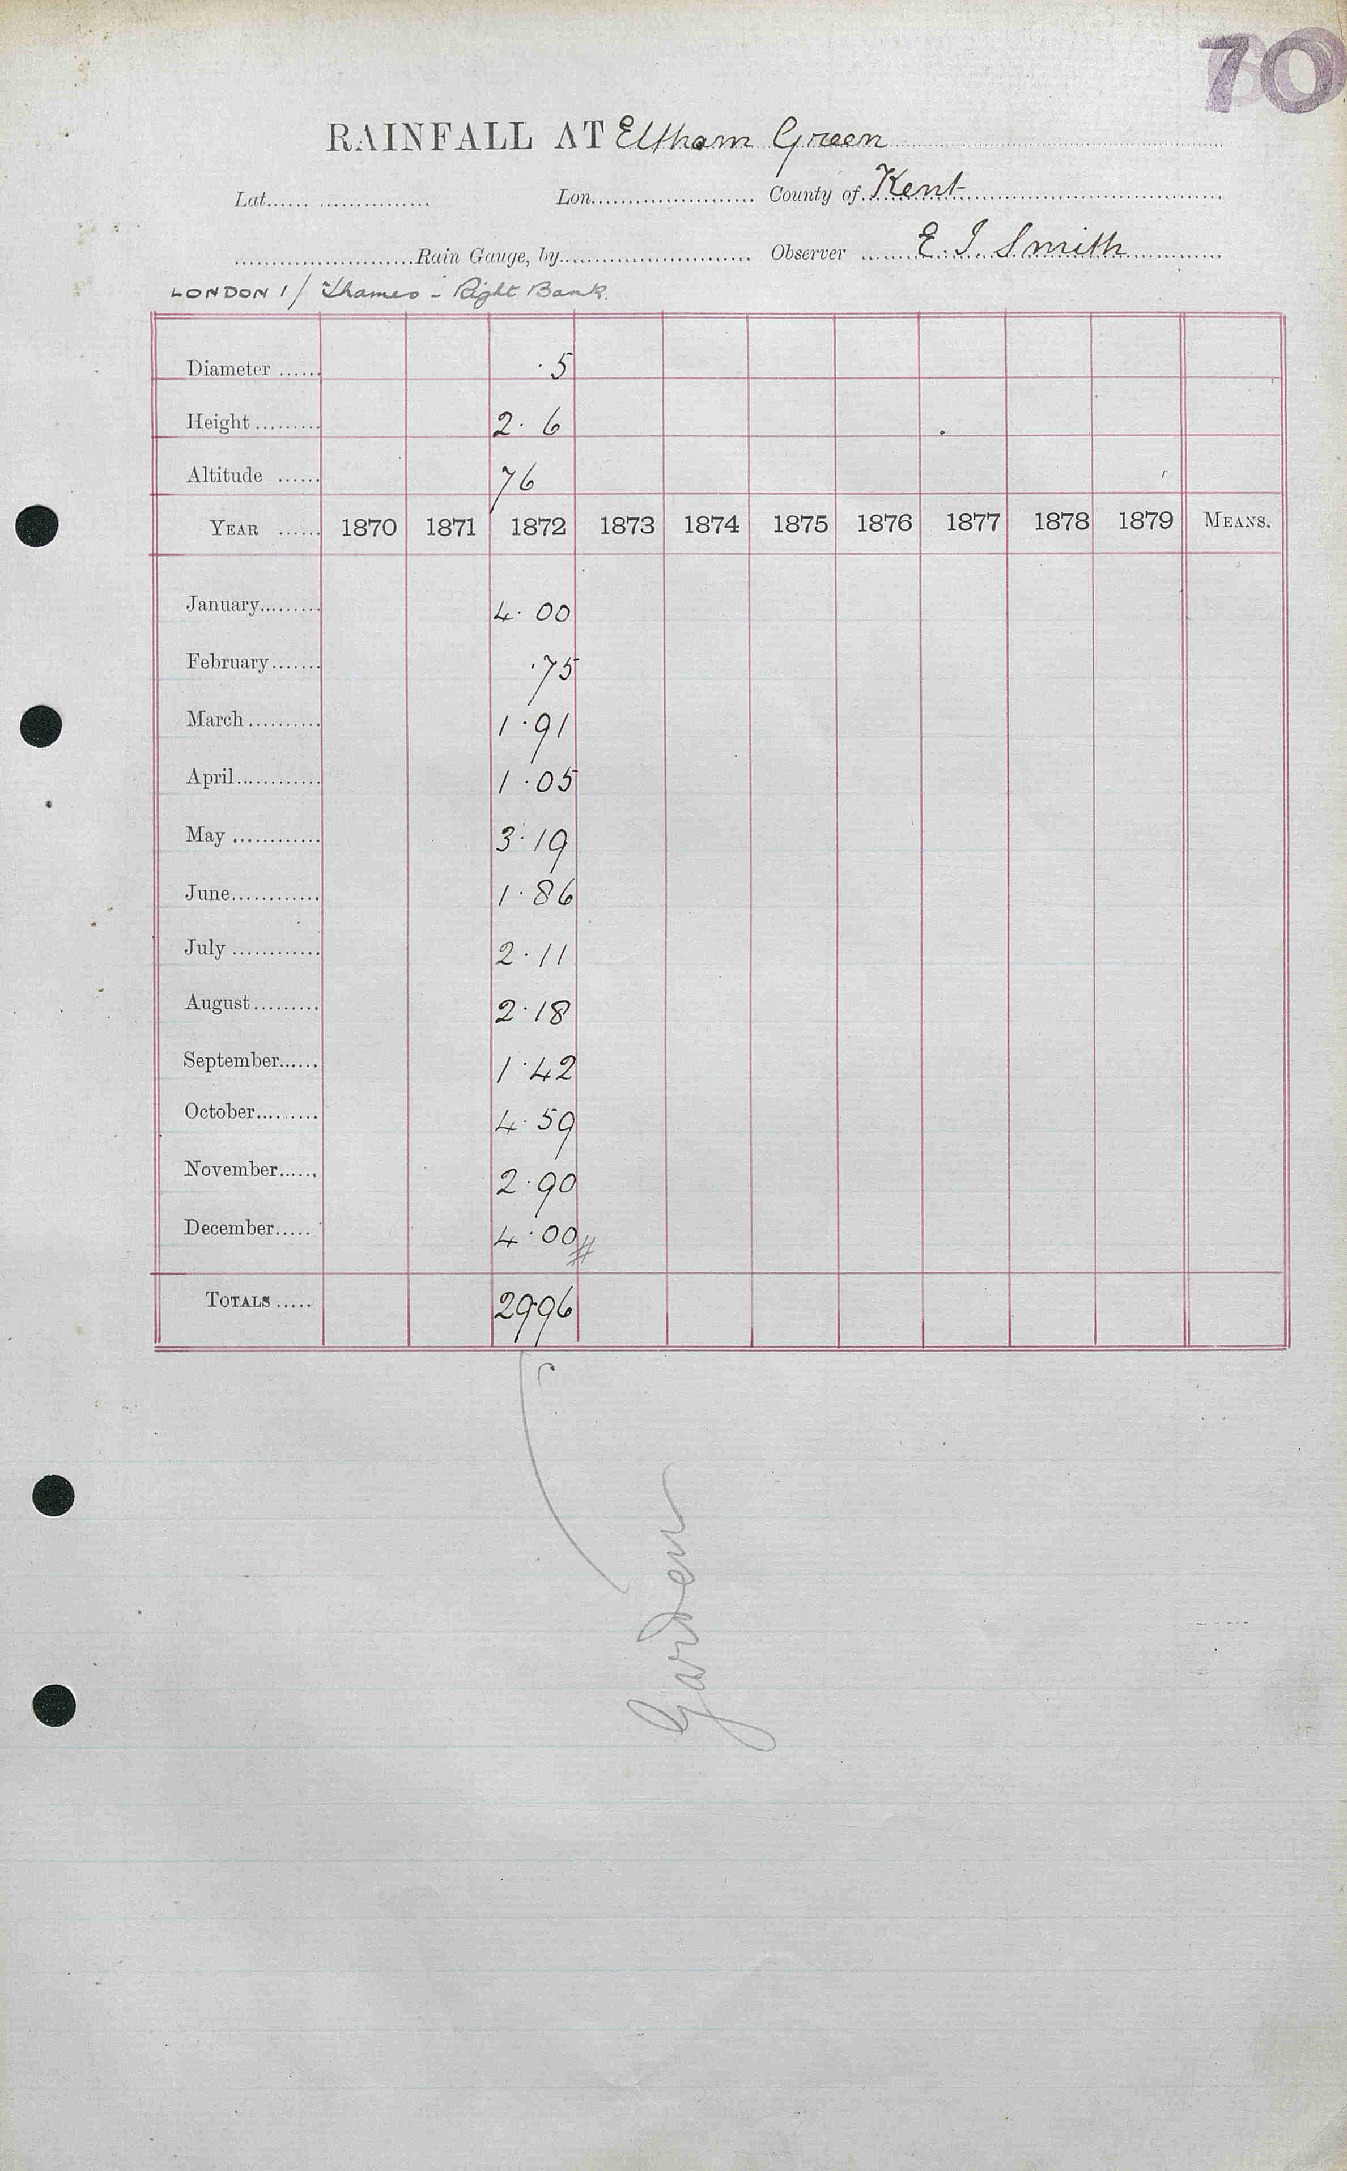 70
RAINFALL AT Eltham Green
Lat. Lon. County of Kent
Rain Gauge, by Observer E. J. Smith
LONDON 1 / Thames - Right Bank.
Diameter ...... ·5
Height ......... 2·6
Altitude ...... 76
YEAR ...... 1870 1871 1872 1873 1874 1875 1876 1877 1878 1879 MEANS.
January......... 4·00
February....... ·75
March .......... 1·91
April............ 1·05
May ............ 3·19
June............ 1·86
July ............ 2·11
August......... 2·18
September...... 1·42
October......... 4·59
November..... 2·90
December..... 4·00 #
TOTALS ..... 29·96
Garden